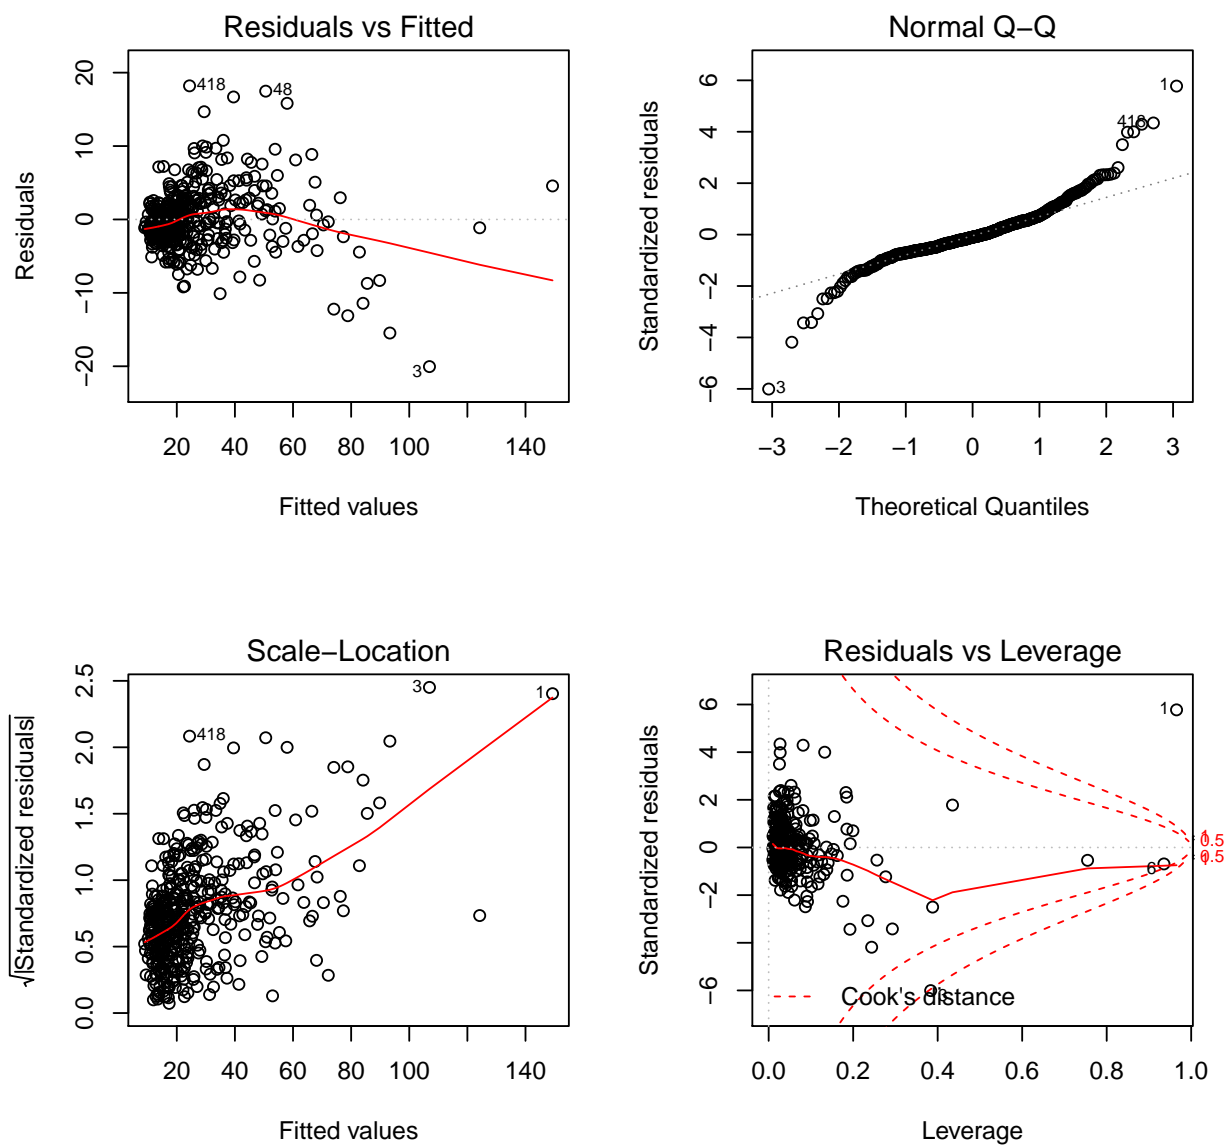 Residuals vs Fitted
Residuals
20
10
0
−10
−20
418
48
3
20 40 60 80 100 140
Fitted values
Normal Q−Q
Standardized residuals
6
4
2
0
−2
−4
−6
1
418
3
−3 −2 −1 0 1 2 3
Theoretical Quantiles
Scale−Location
√|Standardized residuals|
2.5
2.0
1.5
1.0
0.5
0.0
3
1
418
20 40 60 80 100 140
Fitted values
Residuals vs Leverage
Standardized residuals
6
4
2
0
−2
−6
1
6
3
1
0.5
0.5
1
Cook's distance
0.0 0.2 0.4 0.6 0.8 1.0
Leverage